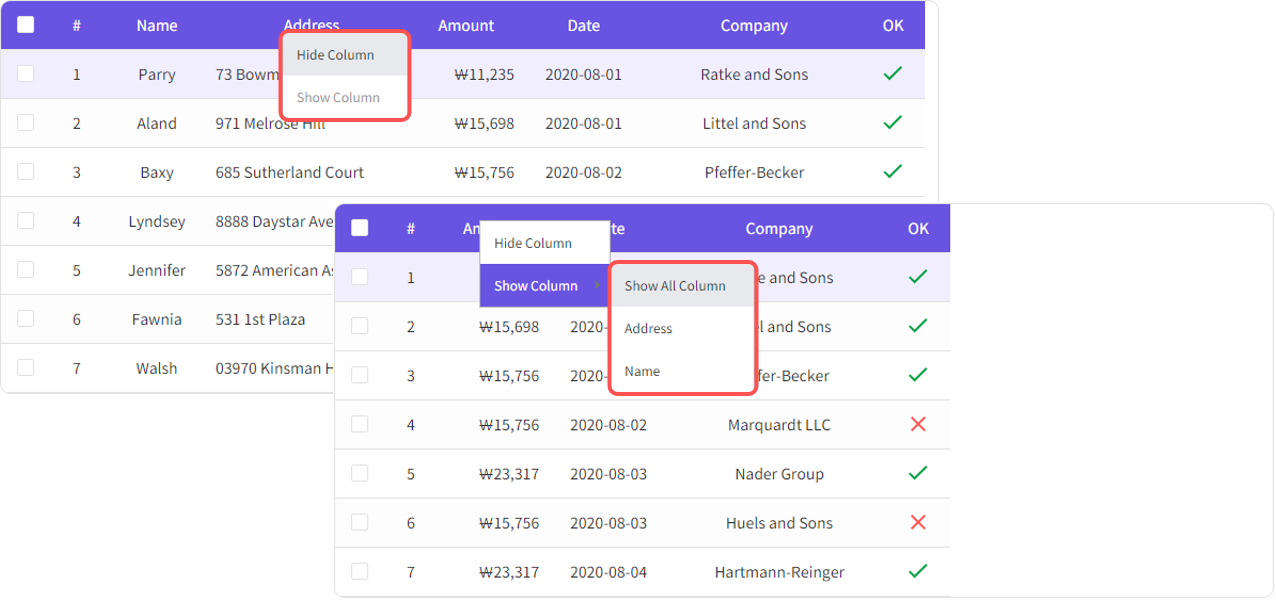 # Name Address Amount Date Company OK
Hide Column
1 Parry 73 Bowm ₩11,235 2020-08-01 Ratke and Sons
Show Column
2 Aland 971 Melrose Hill ₩15,698 2020-08-01 Littel and Sons
3 Baxy 685 Sutherland Court ₩15,756 2020-08-02 Pfeffer-Becker
4 Lyndsey 8888 Daystar Ave
5 Jennifer 5872 American As
6 Fawnia 531 1st Plaza
7 Walsh 03970 Kinsman H
# Am te Company OK
Hide Column
1 e and Sons
Show Column Show All Column
2 ₩15,698 2020- el and Sons
Address
3 ₩15,756 2020- ffer-Becker
Name
4 ₩15,756 2020-08-02 Marquardt LLC
5 ₩23,317 2020-08-03 Nader Group
6 ₩15,756 2020-08-03 Huels and Sons
7 ₩23,317 2020-08-04 Hartmann-Reinger